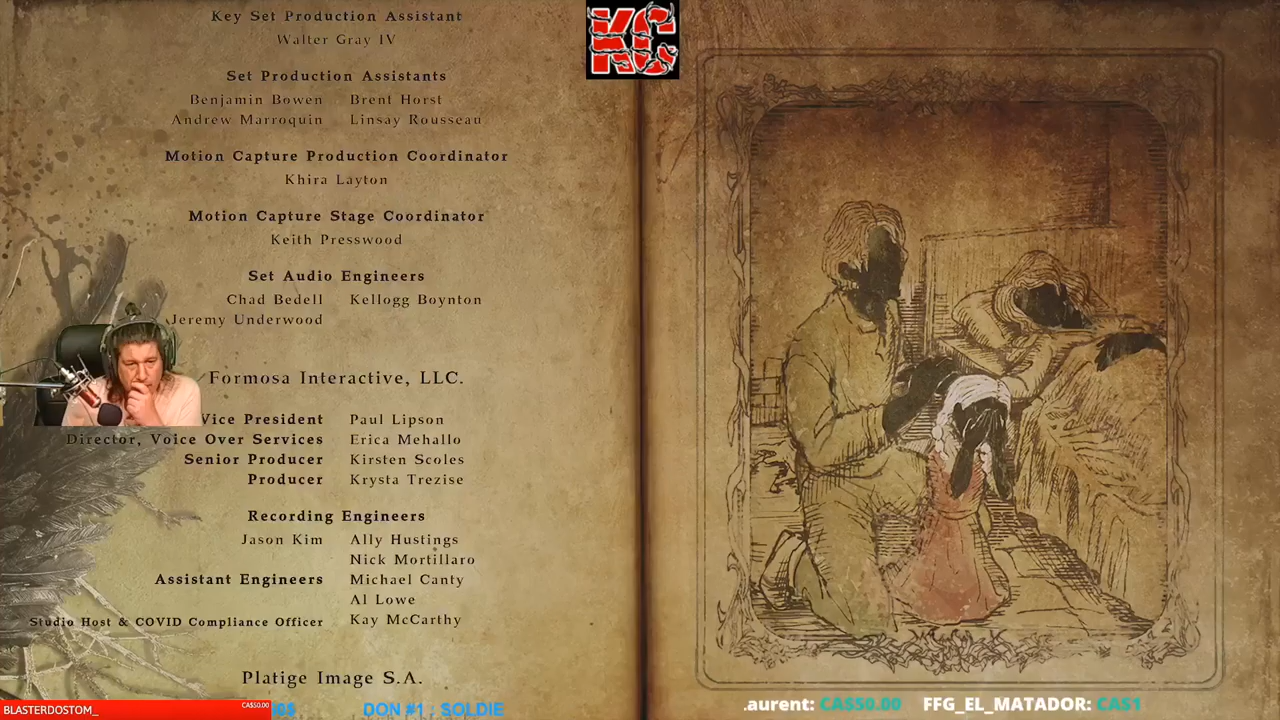 Key Set Production Assistant
Walter Gray IV
Set Production Assistants
Benjamin Bowen Brent Horst
Andrew Marroquin Linsay Rousseau
Motion Capture Production Coordinator
Khira Layton
Motion Capture Stage Coordinator
Keith Presswood
Set Audio Engineers
Chad Bedell Kellogg Boynton
Jeremy Underwood
Formosa Interactive, LLC.
Vice President Paul Lipson
Director, Voice Over Services Erica Mehallo
Senior Producer Kirsten Scoles
Producer Krysta Trezise
Recording Engineers
Jason Kim Ally Hustings
Nick Mortillaro
Assistant Engineers Michael Canty
Al Lowe
Studio Host & COVID Compliance Officer Kay McCarthy
Platige Image S.A.
KC
BLASTERDOSTOM_ CA$50.00
DON #1 : SOLDIE
.aurent: CA$50.00 FFG_EL_MATADOR: CA$1